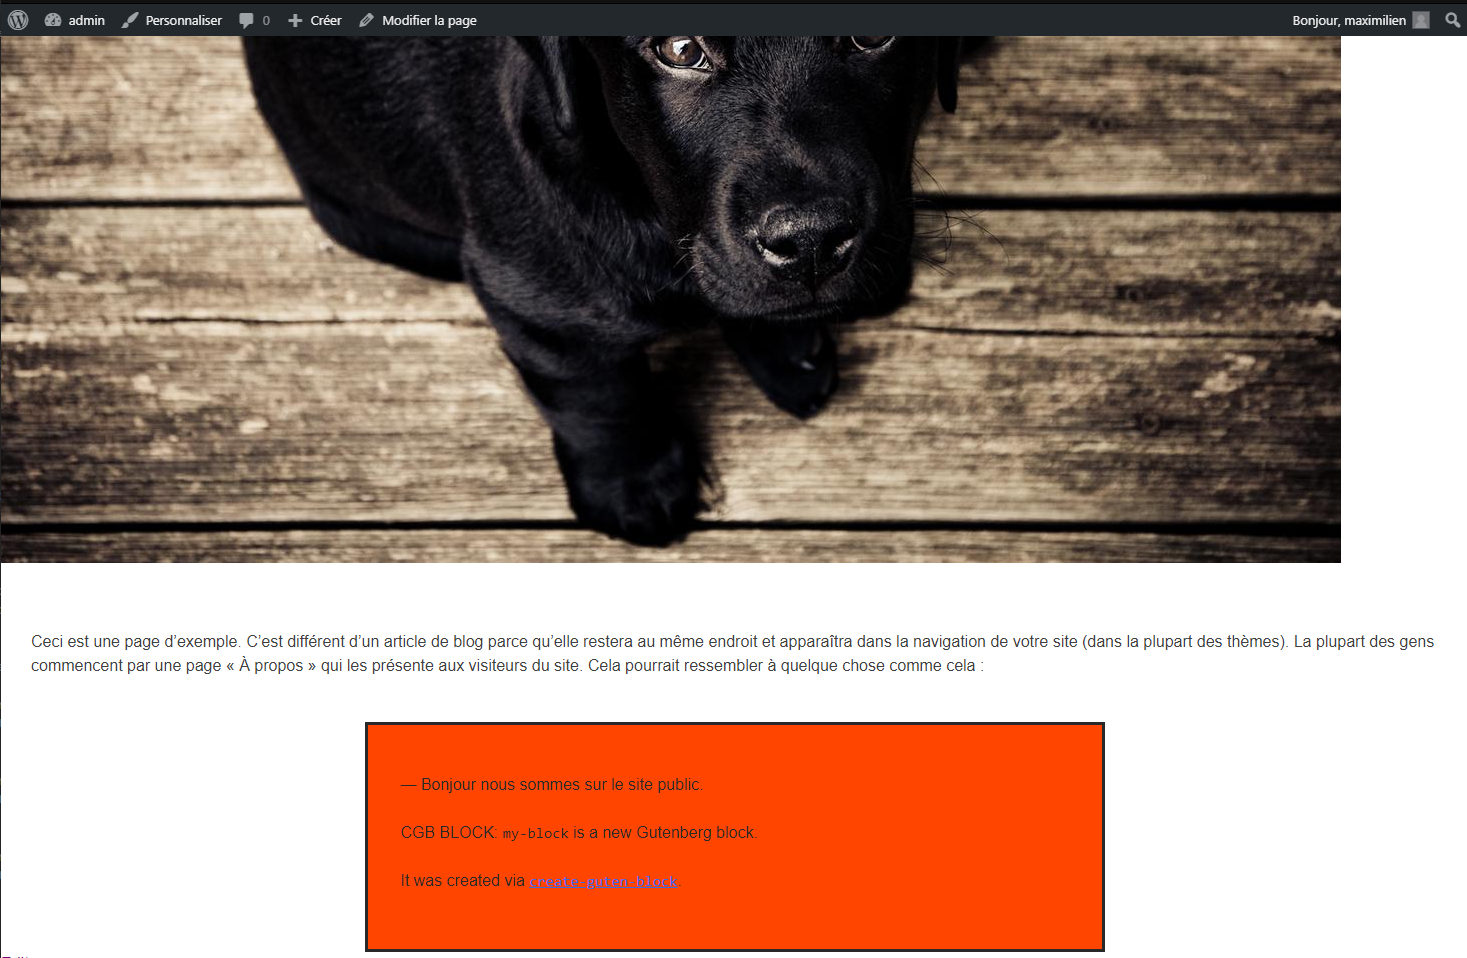 admin Personnaliser 0 Créer Modifier la page Bonjour, maximilien
Ceci est une page d’exemple. C’est différent d’un article de blog parce qu’elle restera au même endroit et apparaîtra dans la navigation de votre site (dans la plupart des thèmes). La plupart des gens
commencent par une page « À propos » qui les présente aux visiteurs du site. Cela pourrait ressembler à quelque chose comme cela :
— Bonjour nous sommes sur le site public.
CGB BLOCK: my-block is a new Gutenberg block.
It was created via create-guten-block.